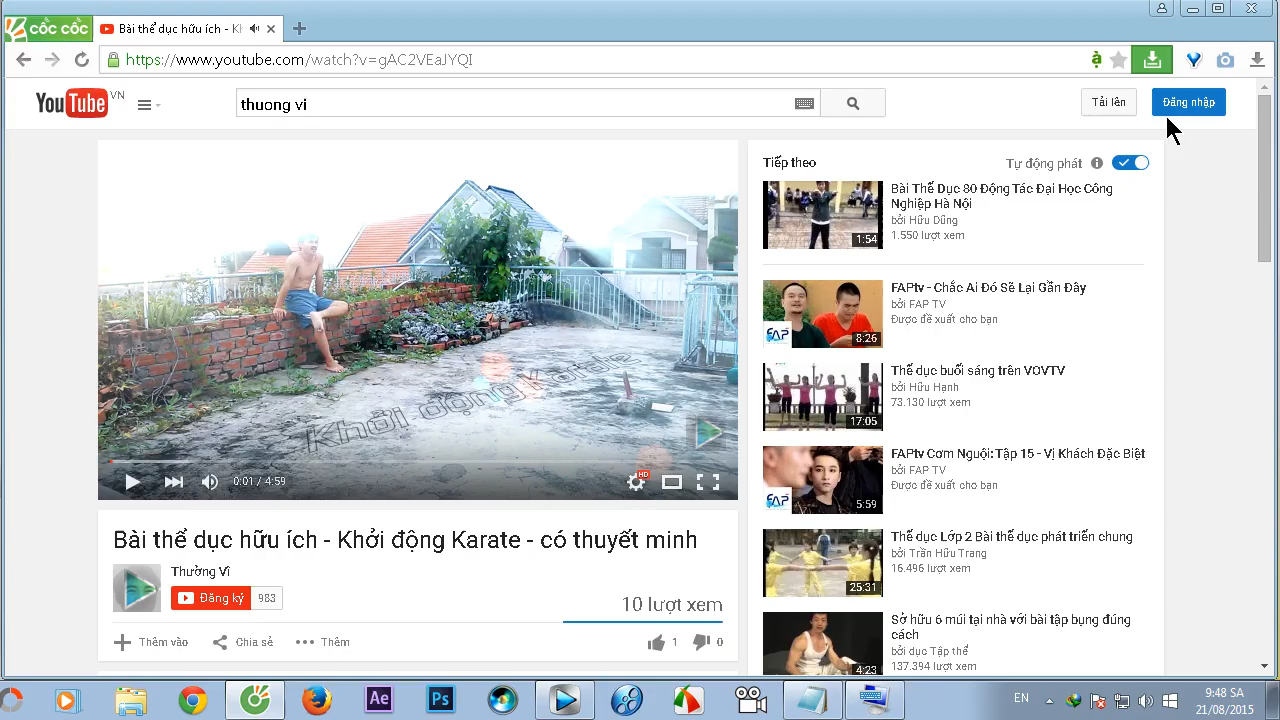 cốc cốc
Bài thể dục hữu ích - Kh
https://www.youtube.com/watch?v=gAC2VEaJYQI
YouTube VN
thuong vi
Tải lên
Đăng nhập
Khởi động Karate
0:01 / 4:59
HD
Bài thể dục hữu ích - Khởi động Karate - có thuyết minh
Thường Vi
Đăng ký
983
10 lượt xem
Thêm vào
Chia sẻ
Thêm
1
0
Tiếp theo
Tự động phát
Bài Thể Dục 80 Động Tác Đại Học Công
Nghiệp Hà Nội
bởi Hữu Dũng
1.550 lượt xem
1:54
FAPtv - Chắc Ai Đó Sẽ Lại Gần Đây
bởi FAP TV
Được đề xuất cho bạn
FAP
8:26
Thể dục buổi sáng trên VOVTV
bởi Hữu Hạnh
73.130 lượt xem
17:05
FAPtv Cơm Nguội: Tập 15 - Vị Khách Đặc Biệt
bởi FAP TV
Được đề xuất cho bạn
FAP
5:59
Thể dục Lớp 2 Bài thể dục phát triển chung
bởi Trần Hữu Trang
16.496 lượt xem
25:31
Sở hữu 6 múi tại nhà với bài tập bụng đúng
cách
bởi dục Tập thể
137.394 lượt xem
4:23
Ae
Ps
EN
9:48 SA
21/08/2015